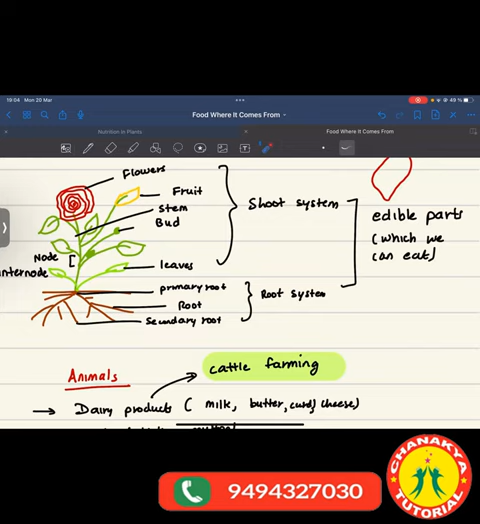 19:04 Mon 20 Mar
49 %
Food Where It Comes From
Nutrition in Plants
Food Where It Comes From
Flowers
Fruit
Stem
Bud
Shoot system
edible parts
(which we
can eat)
Node
Internode
leaves
primary root
Root
Root system
Secundary root
Animals
cattle farming
→ Dairy products ( milk, butter, curd, cheese)
9494327030
CHANAKYA
TUTORIAL